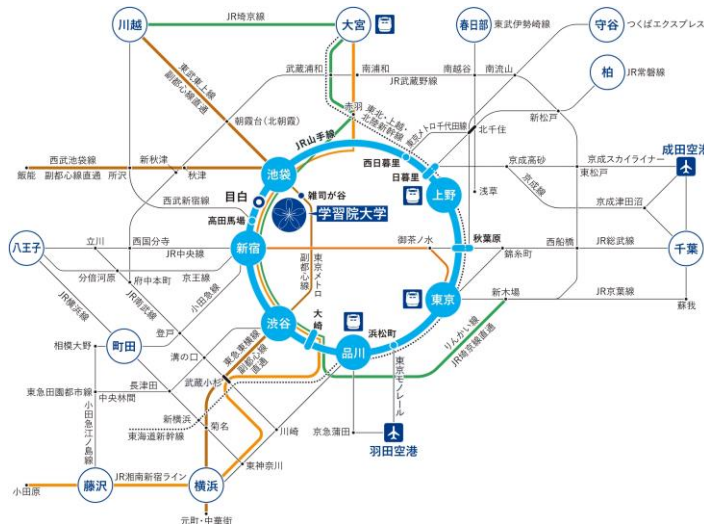 川越
JR埼京線
大宮
春日部
東武伊勢崎線
守谷
つくばエクスプレス
柏
JR常磐線
東武東上線
副都心線直通
武蔵浦和
南浦和
JR武蔵野線
南越谷
南流山
新松戸
朝霞台(北朝霞)
赤羽
東北・上越・
北陸新幹線
東京メトロ千代田線
北千住
JR山手線
西日暮里
日暮里
京成高砂
京成スカイライナー
東松戸
成田空港
西武池袋線
飯能
副都心線直通
所沢
新秋津
秋津
池袋
上野
京成線
京成津田沼
浅草
目白
雑司が谷
学習院大学
西武新宿線
高田馬場
八王子
立川
西国分寺
JR中央線
新宿
御茶ノ水
秋葉原
錦糸町
西船橋
JR総武線
千葉
分倍河原
府中本町
京王線
小田急線
東京メトロ
副都心線
東京
新木場
JR京葉線
蘇我
JR横浜線
JR南武線
登戸
渋谷
大崎
品川
浜松町
りんかい線
JR埼京線直通
相模大野
町田
溝の口
東急東横線
副都心線
直通
東急田園都市線
長津田
中央林間
武蔵小杉
東京モノレール
小田急江ノ島線
新横浜
東海道新幹線
菊名
川崎
京急蒲田
羽田空港
東神奈川
小田原
藤沢
JR湘南新宿ライン
横浜
元町・中華街